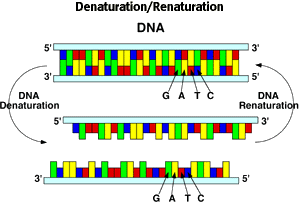 Denaturation/Renaturation
DNA
5' 3'
3' 5'
G A T C
DNA
Denaturation
DNA
Renaturation
5' 3'
3' 5'
G A T C